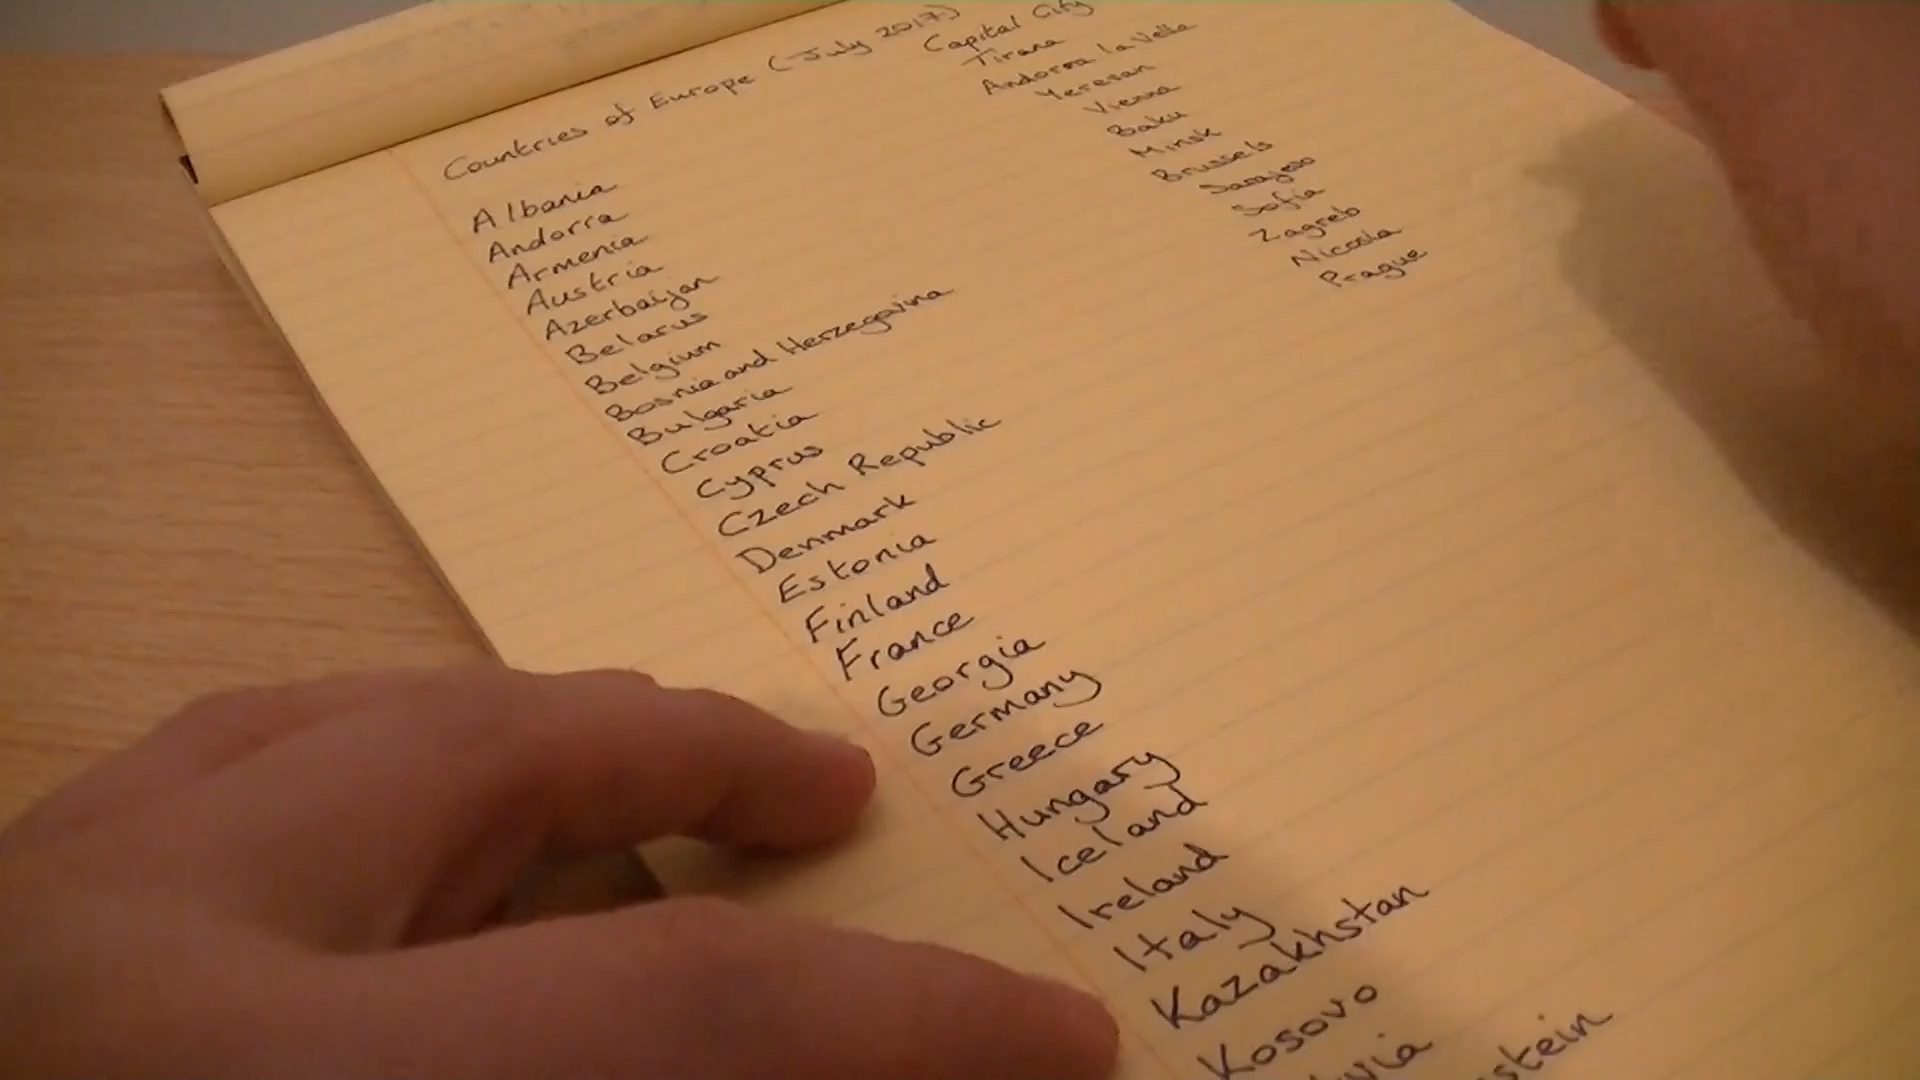 Countries of Europe (July 2017) Capital City
Albania Tirana
Andorra Andorra la Vella
Armenia Yerevan
Austria Vienna
Azerbaijan Baku
Belarus Minsk
Belgium Brussels
Bosnia and Herzegovina Sarajevo
Bulgaria Sofia
Croatia Zagreb
Cyprus Nicosia
Czech Republic Prague
Denmark
Estonia
Finland
France
Georgia
Germany
Greece
Hungary
Iceland
Ireland
Italy
Kazakhstan
Kosovo